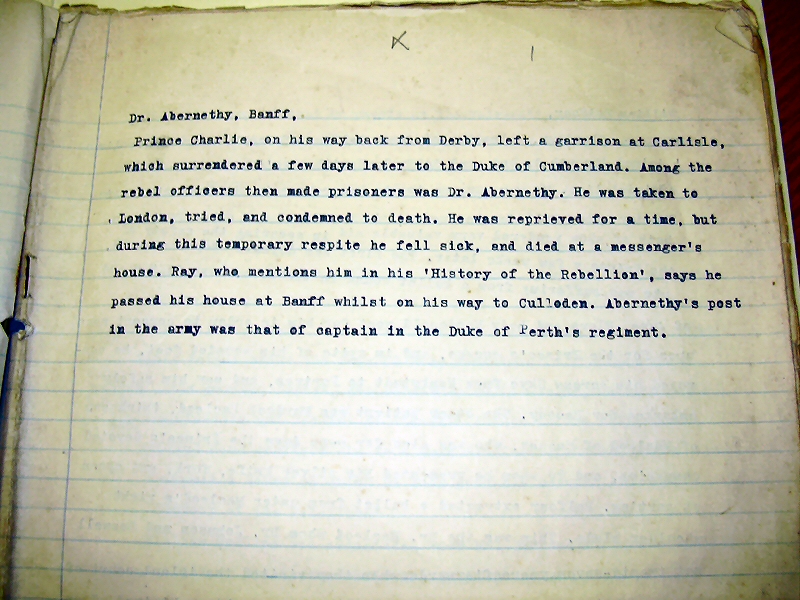 K
1
Dr. Abernethy, Banff,
Prince Charlie, on his way back from Derby, left a garrison at Carlisle,
which surrendered a few days later to the Duke of Cumberland. Among the
rebel officers then made prisoners was Dr. Abernethy. He was taken to
London, tried, and condemned to death. He was reprieved for a time, but
during this temporary respite he fell sick, and died at a messenger's
house. Ray, who mentions him in his 'History of the Rebellion', says he
passed his house at Banff whilst on his way to Culloden. Abernethy's post
in the army was that of captain in the Duke of Perth's regiment.